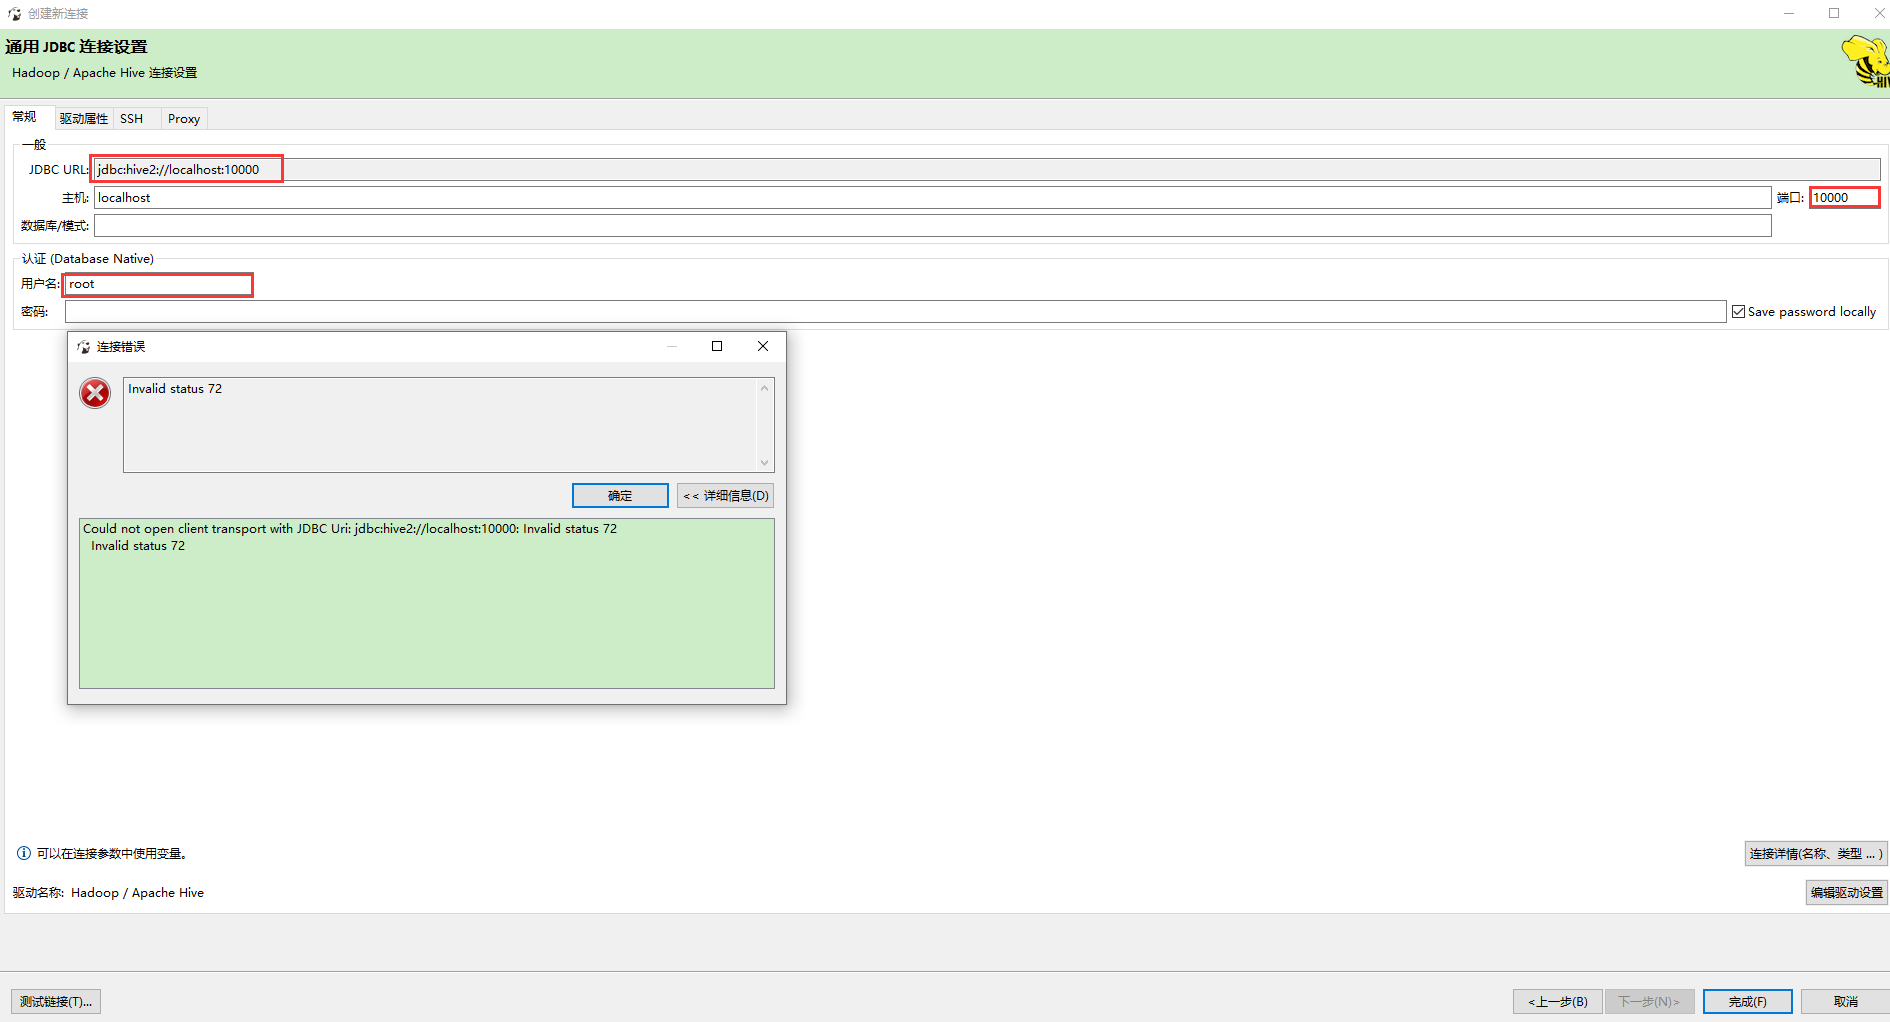 创建新连接
通用 JDBC 连接设置
Hadoop / Apache Hive 连接设置
HIVE
常规 驱动属性 SSH Proxy
一般
JDBC URL: jdbc:hive2://localhost:10000
主机: localhost 端口: 10000
数据库/模式:
认证 (Database Native)
用户名: root
密码: Save password locally
连接错误
Invalid status 72
确定 << 详细信息(D)
Could not open client transport with JDBC Uri: jdbc:hive2://localhost:10000: Invalid status 72
Invalid status 72
可以在连接参数中使用变量。
连接详情(名称、类型 ... )
驱动名称: Hadoop / Apache Hive
编辑驱动设置
测试链接(T)... <上一步(B) 下一步(N)> 完成(F) 取消